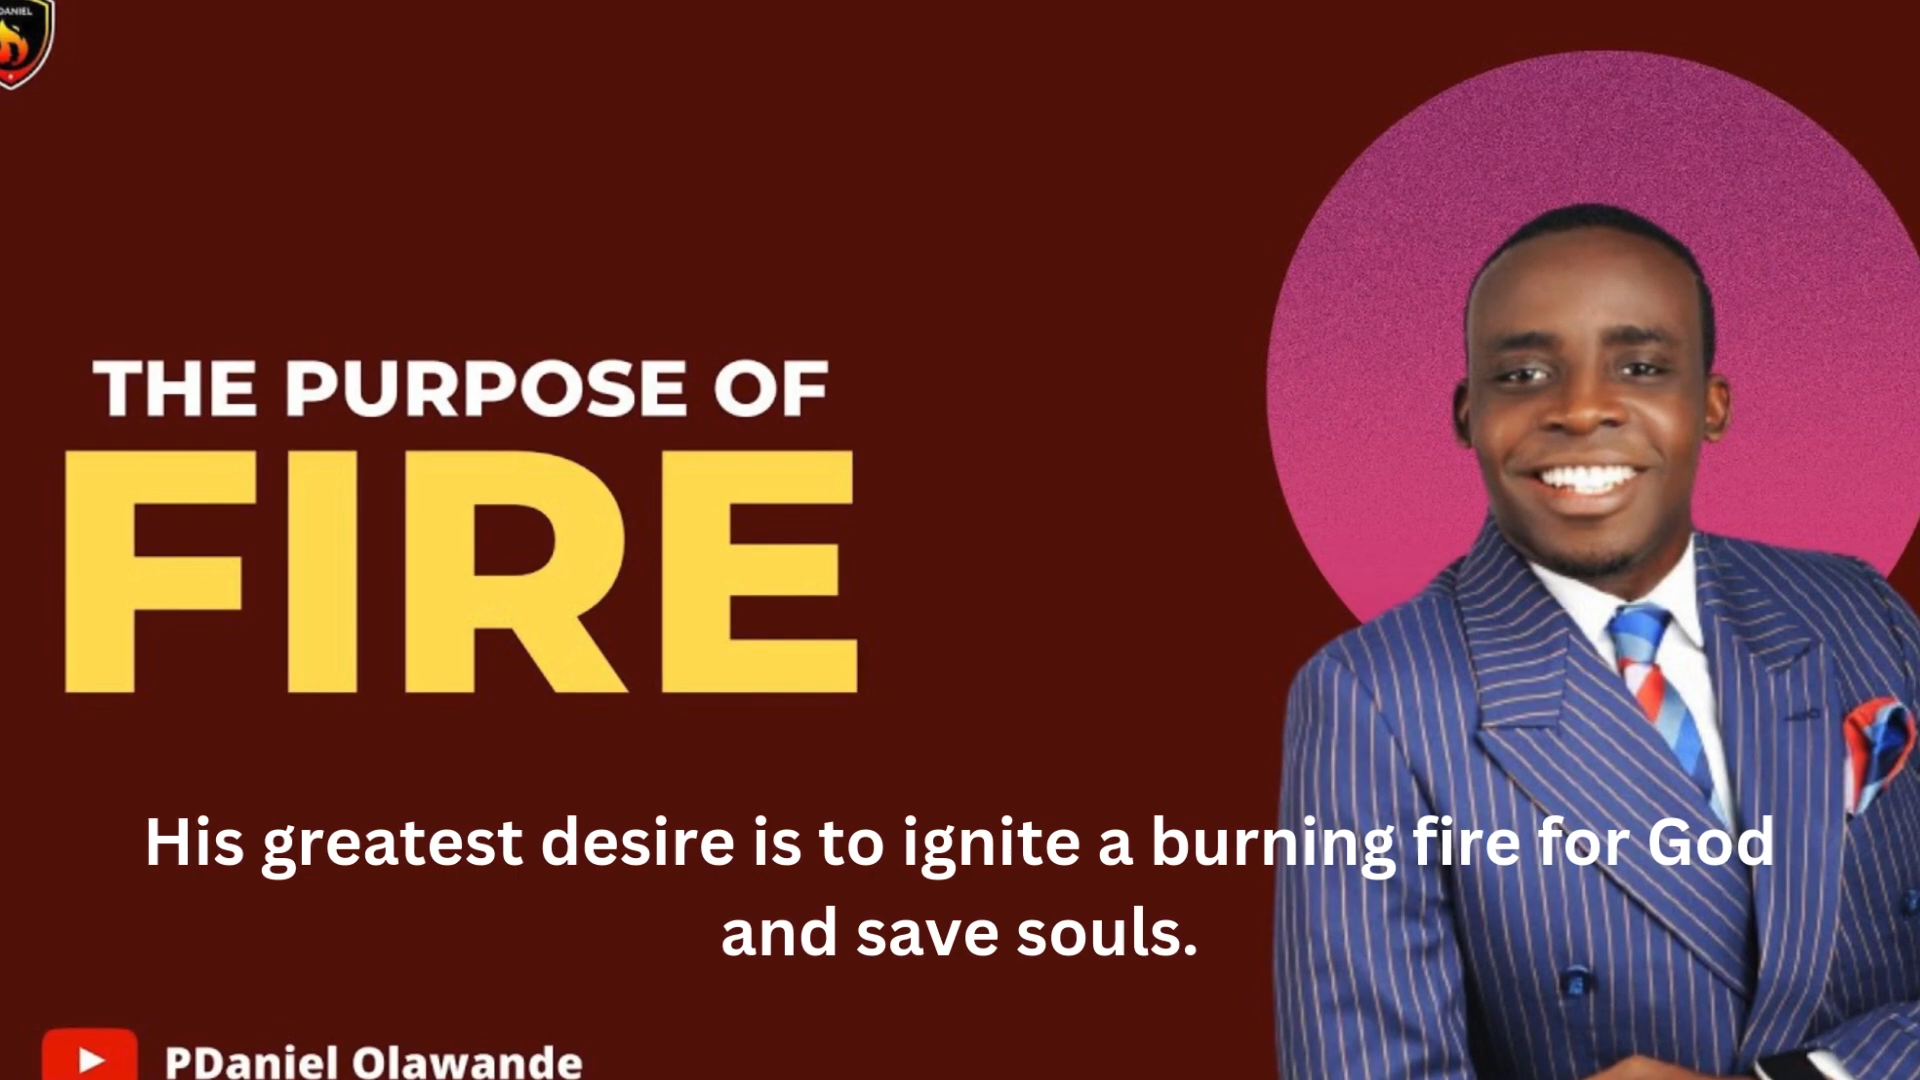 DANIEL
THE PURPOSE OF
FIRE
His greatest desire is to ignite a burning fire for God
and save souls.
PDaniel Olawande